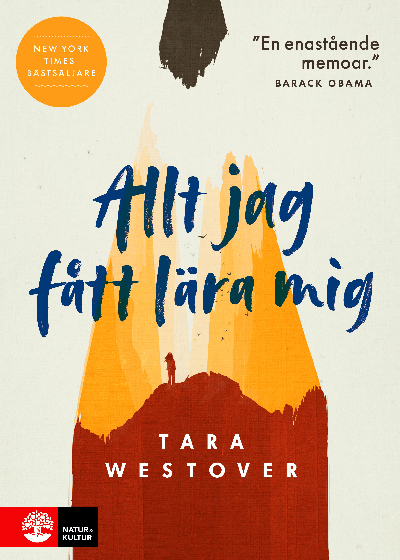 NEW YORK
TIMES
BÄSTSÄLJARE
”En enastående
memoar.”
BARACK OBAMA
Allt jag
fått lära mig
TARA
WESTOVER
NATUR &
KULTUR